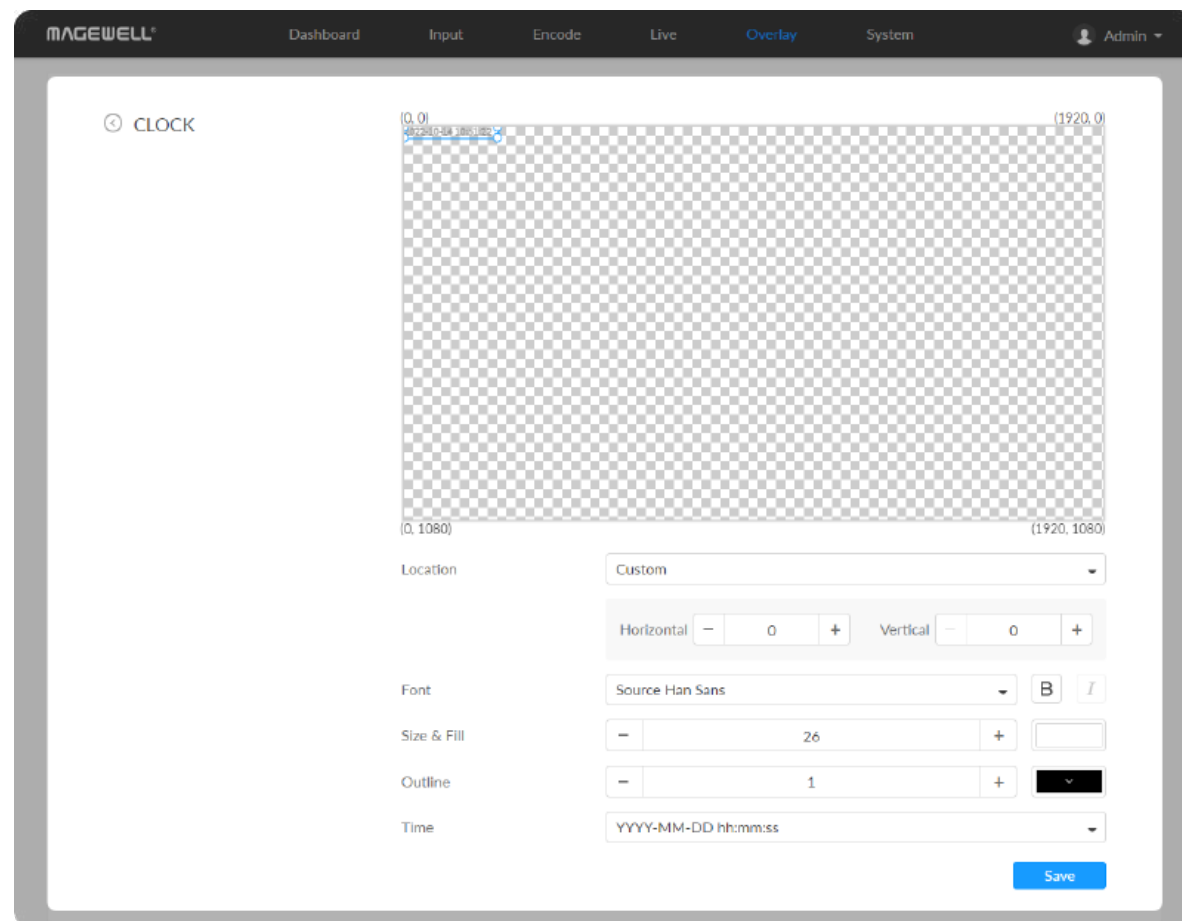 MAGEWELL® Dashboard Input Encode Live Overlay System Admin
CLOCK
(0, 0) (1920, 0)
(0, 1080) (1920, 1080)
Location Custom
Horizontal − 0 + Vertical − 0 +
Font Source Han Sans B I
Size & Fill − 26 +
Outline − 1 +
Time YYYY-MM-DD hh:mm:ss
Save